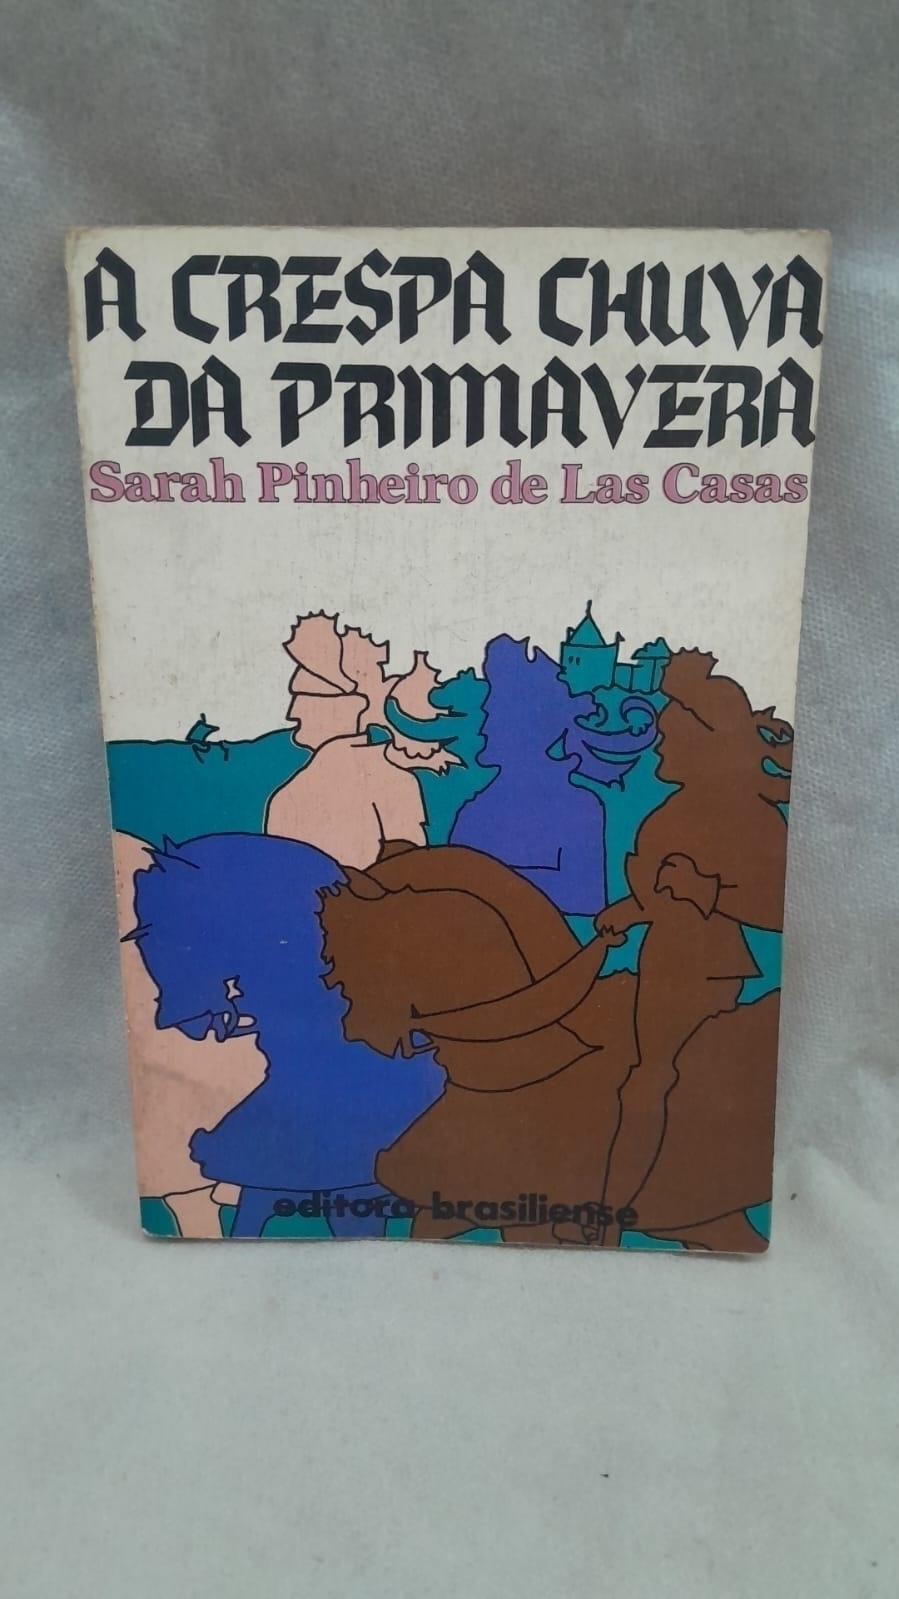 A CRESPA CHUVA
DA PRIMAVERA
Sarah Pinheiro de Las Casas
editora brasiliense